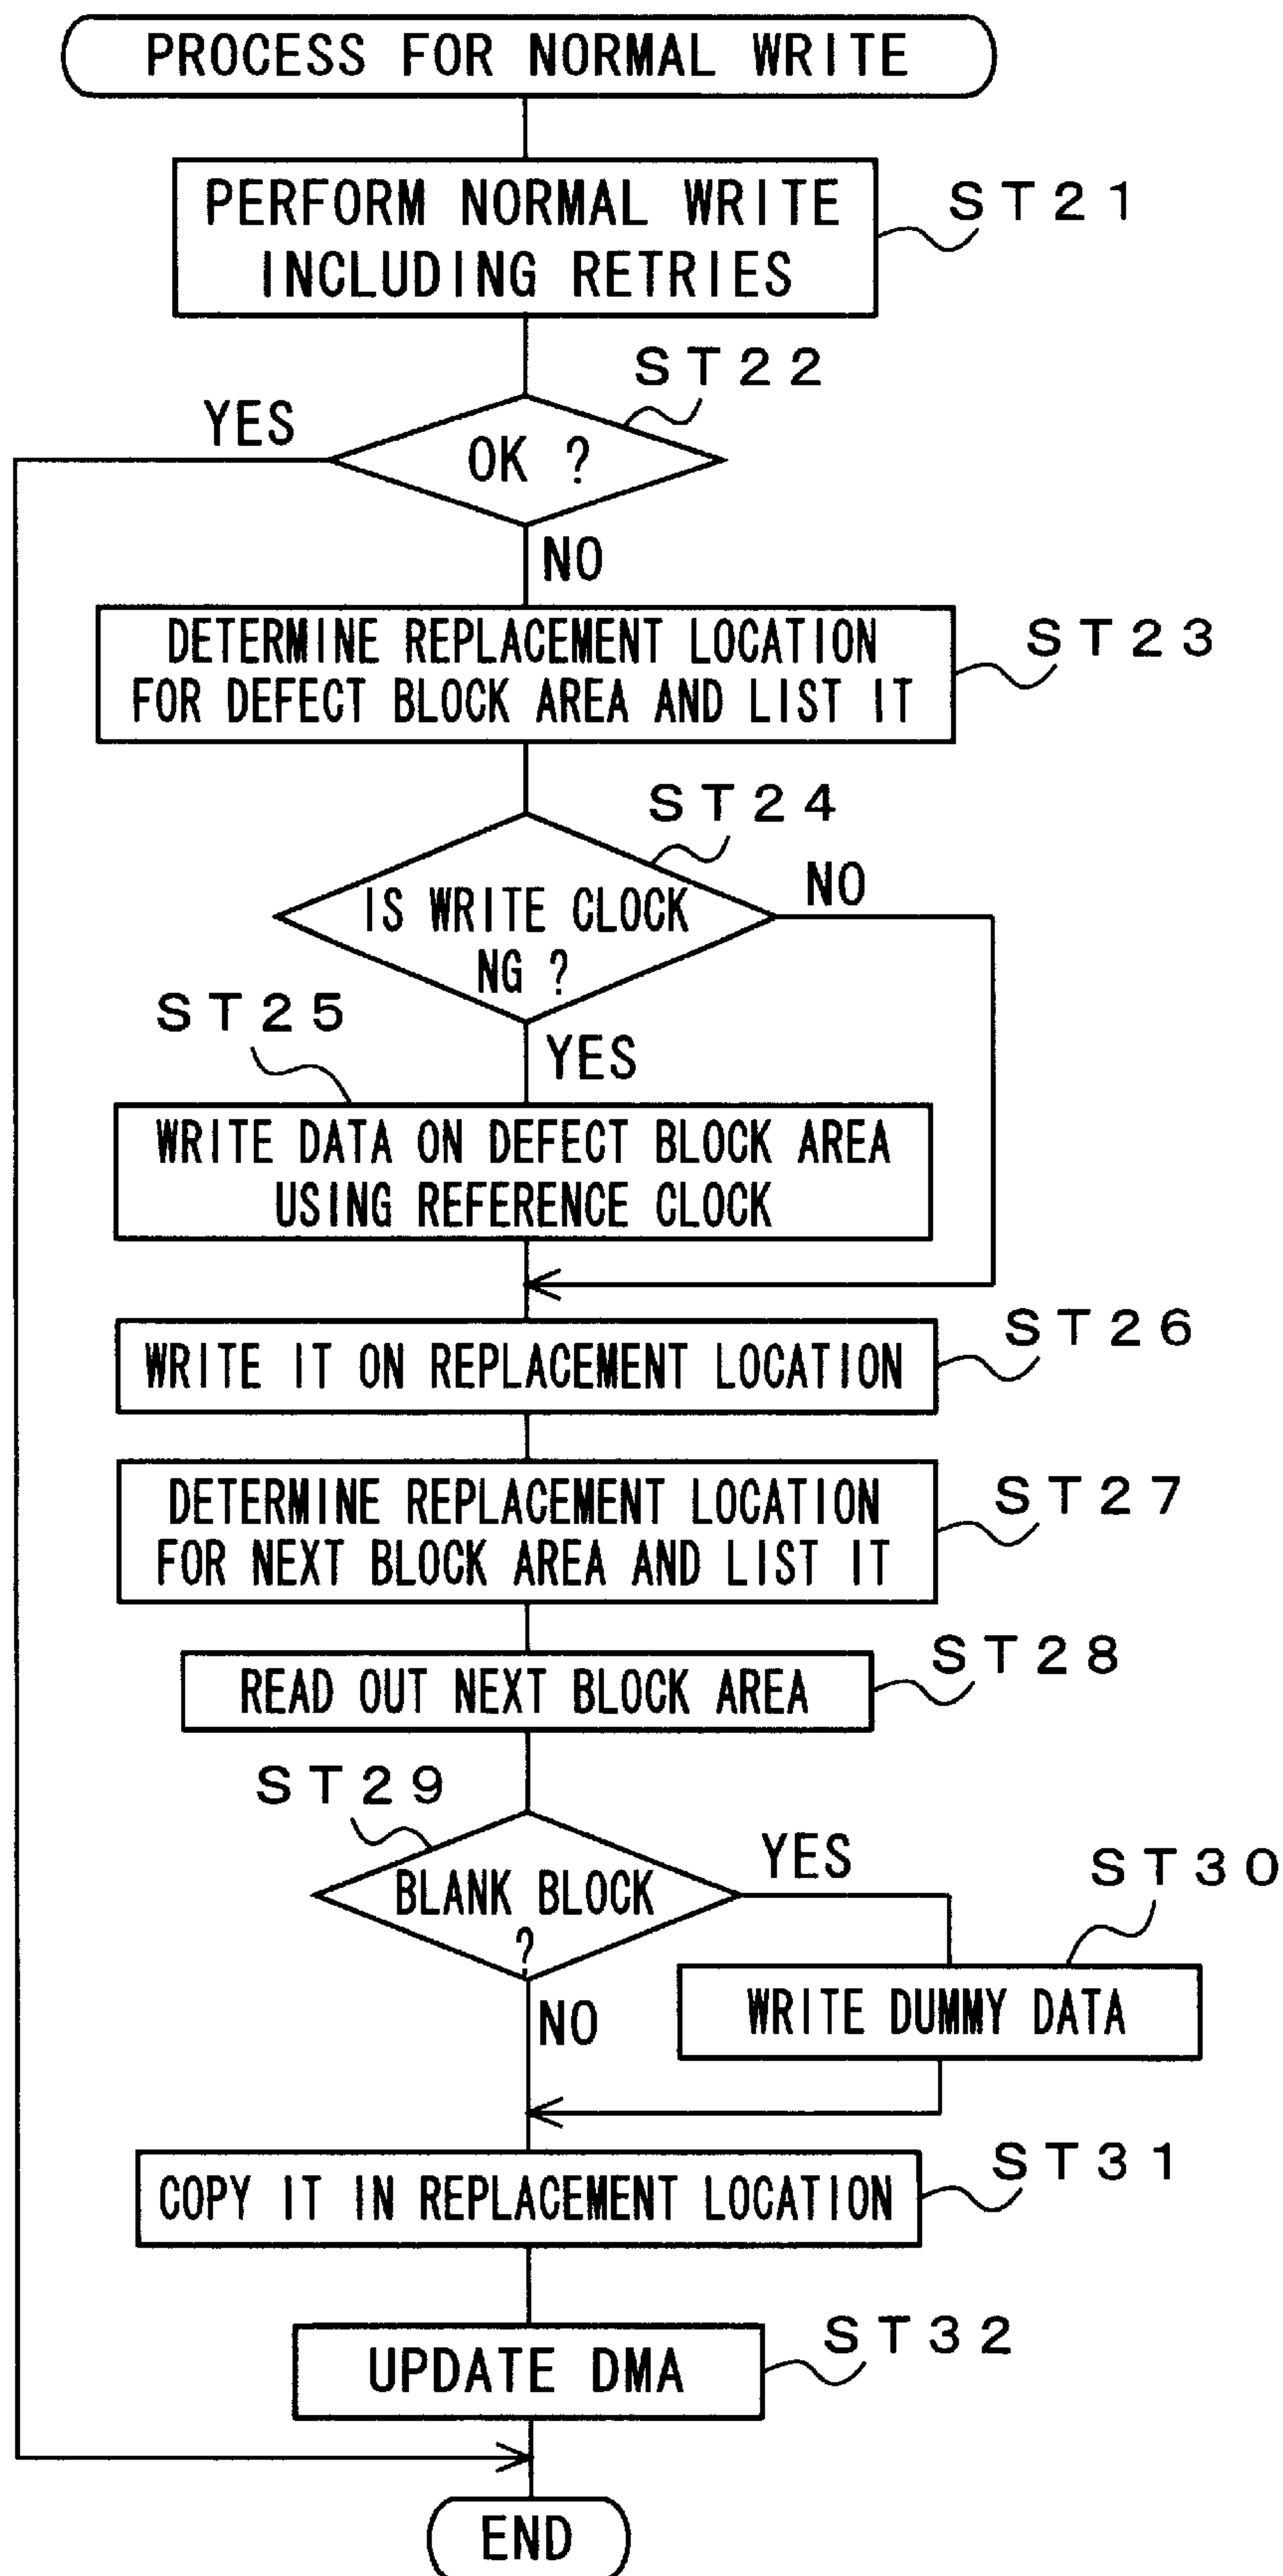 PROCESS FOR NORMAL WRITE
PERFORM NORMAL WRITE
INCLUDING RETRIES
ST21
ST22
YES
OK ?
NO
DETERMINE REPLACEMENT LOCATION
FOR DEFECT BLOCK AREA AND LIST IT
ST23
ST24
IS WRITE CLOCK
NG ?
NO
ST25
YES
WRITE DATA ON DEFECT BLOCK AREA
USING REFERENCE CLOCK
WRITE IT ON REPLACEMENT LOCATION
ST26
DETERMINE REPLACEMENT LOCATION
FOR NEXT BLOCK AREA AND LIST IT
ST27
READ OUT NEXT BLOCK AREA
ST28
ST29
BLANK BLOCK
?
YES
ST30
WRITE DUMMY DATA
NO
COPY IT IN REPLACEMENT LOCATION
ST31
UPDATE DMA
ST32
END